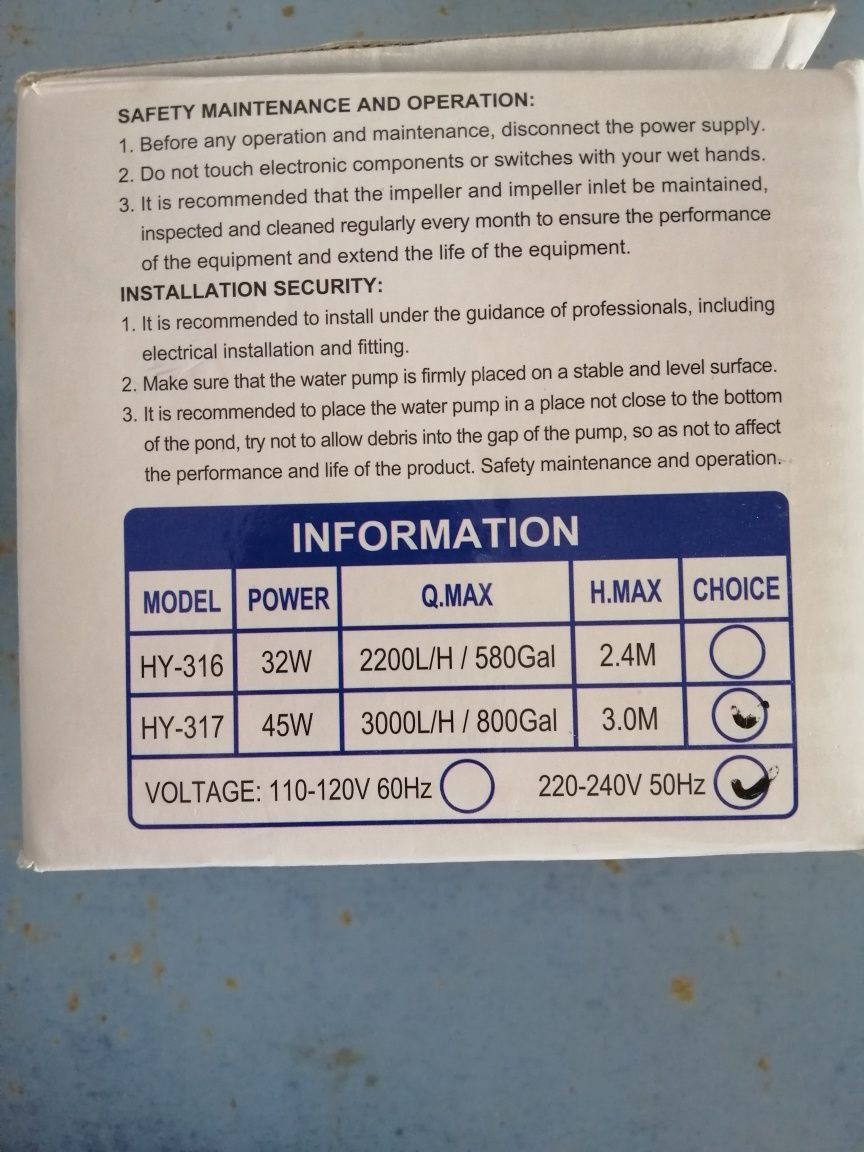 SAFETY MAINTENANCE AND OPERATION:
1. Before any operation and maintenance, disconnect the power supply.
2. Do not touch electronic components or switches with your wet hands.
3. It is recommended that the impeller and impeller inlet be maintained,
inspected and cleaned regularly every month to ensure the performance
of the equipment and extend the life of the equipment.
INSTALLATION SECURITY:
1. It is recommended to install under the guidance of professionals, including
electrical installation and fitting.
2. Make sure that the water pump is firmly placed on a stable and level surface.
3. It is recommended to place the water pump in a place not close to the bottom
of the pond, try not to allow debris into the gap of the pump, so as not to affect
the performance and life of the product. Safety maintenance and operation.
INFORMATION
MODEL POWER Q.MAX H.MAX CHOICE
HY-316 32W 2200L/H / 580Gal 2.4M
HY-317 45W 3000L/H / 800Gal 3.0M
VOLTAGE: 110-120V 60Hz 220-240V 50Hz